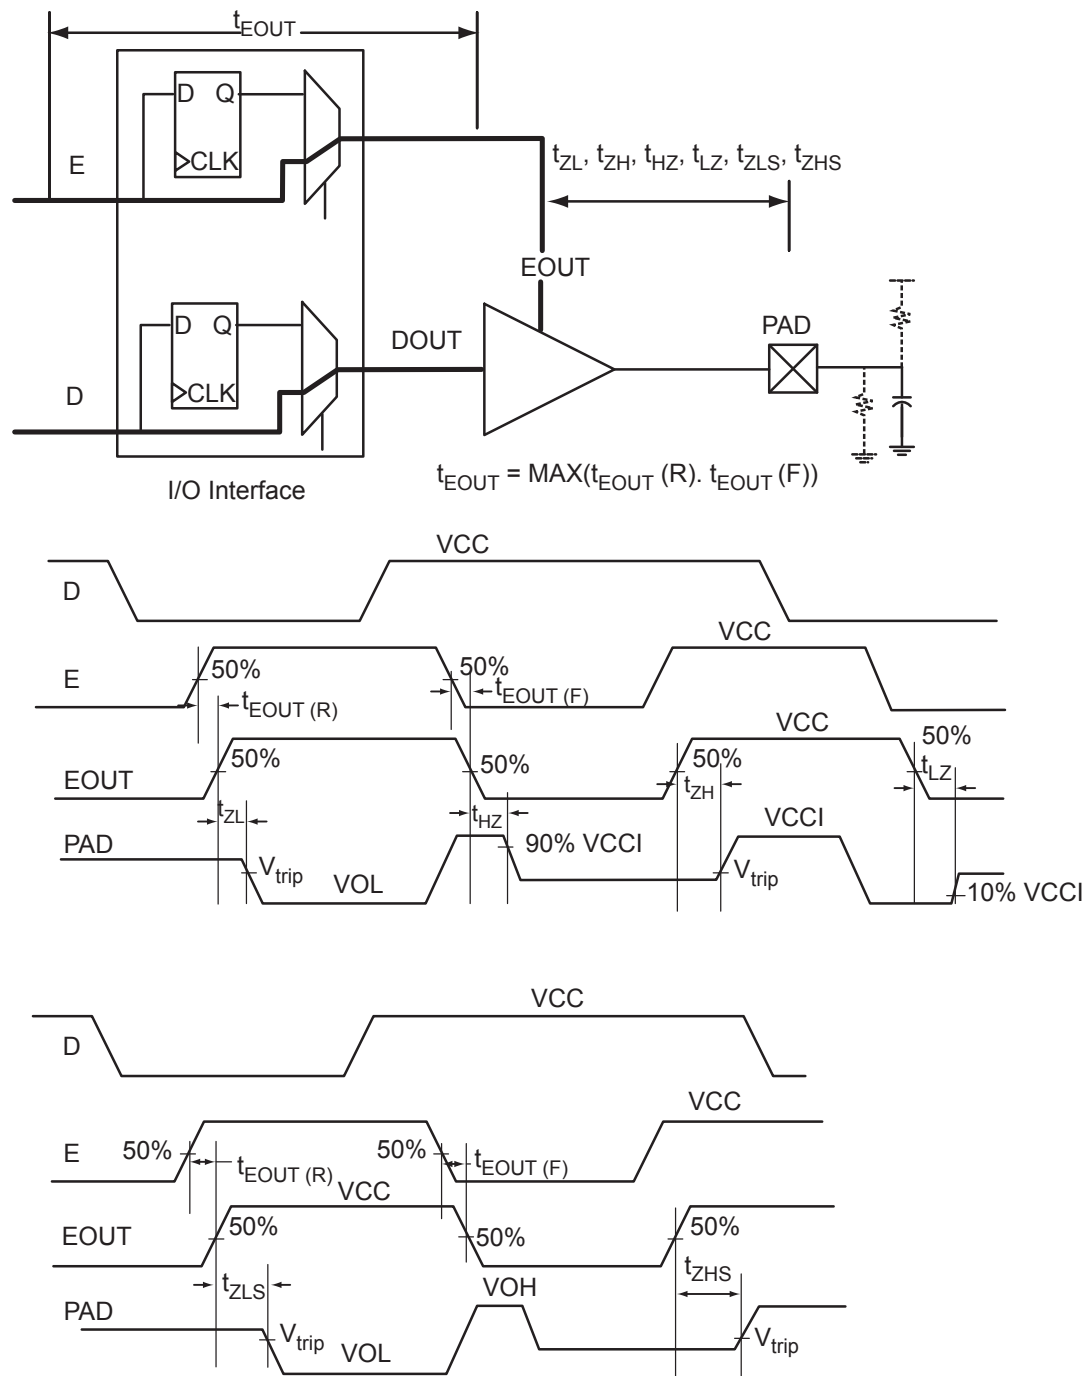 tEOUT
D Q
CLK
E
tZL, tZH, tHZ, tLZ, tZLS, tZHS
EOUT
D Q
CLK
DOUT
PAD
D
I/O Interface
tEOUT = MAX(tEOUT (R). tEOUT (F))
VCC
D
VCC
E
50%
50%
tEOUT (R)
tEOUT (F)
VCC
50%
EOUT
50%
50%
50%
tZL
tHZ
tZH
tLZ
PAD
90% VCCI
VCCI
Vtrip
VOL
Vtrip
10% VCCI
VCC
D
VCC
E
50%
50%
tEOUT (R)
tEOUT (F)
VCC
EOUT
50%
50%
50%
tZLS
tZHS
PAD
VOH
Vtrip
VOL
Vtrip